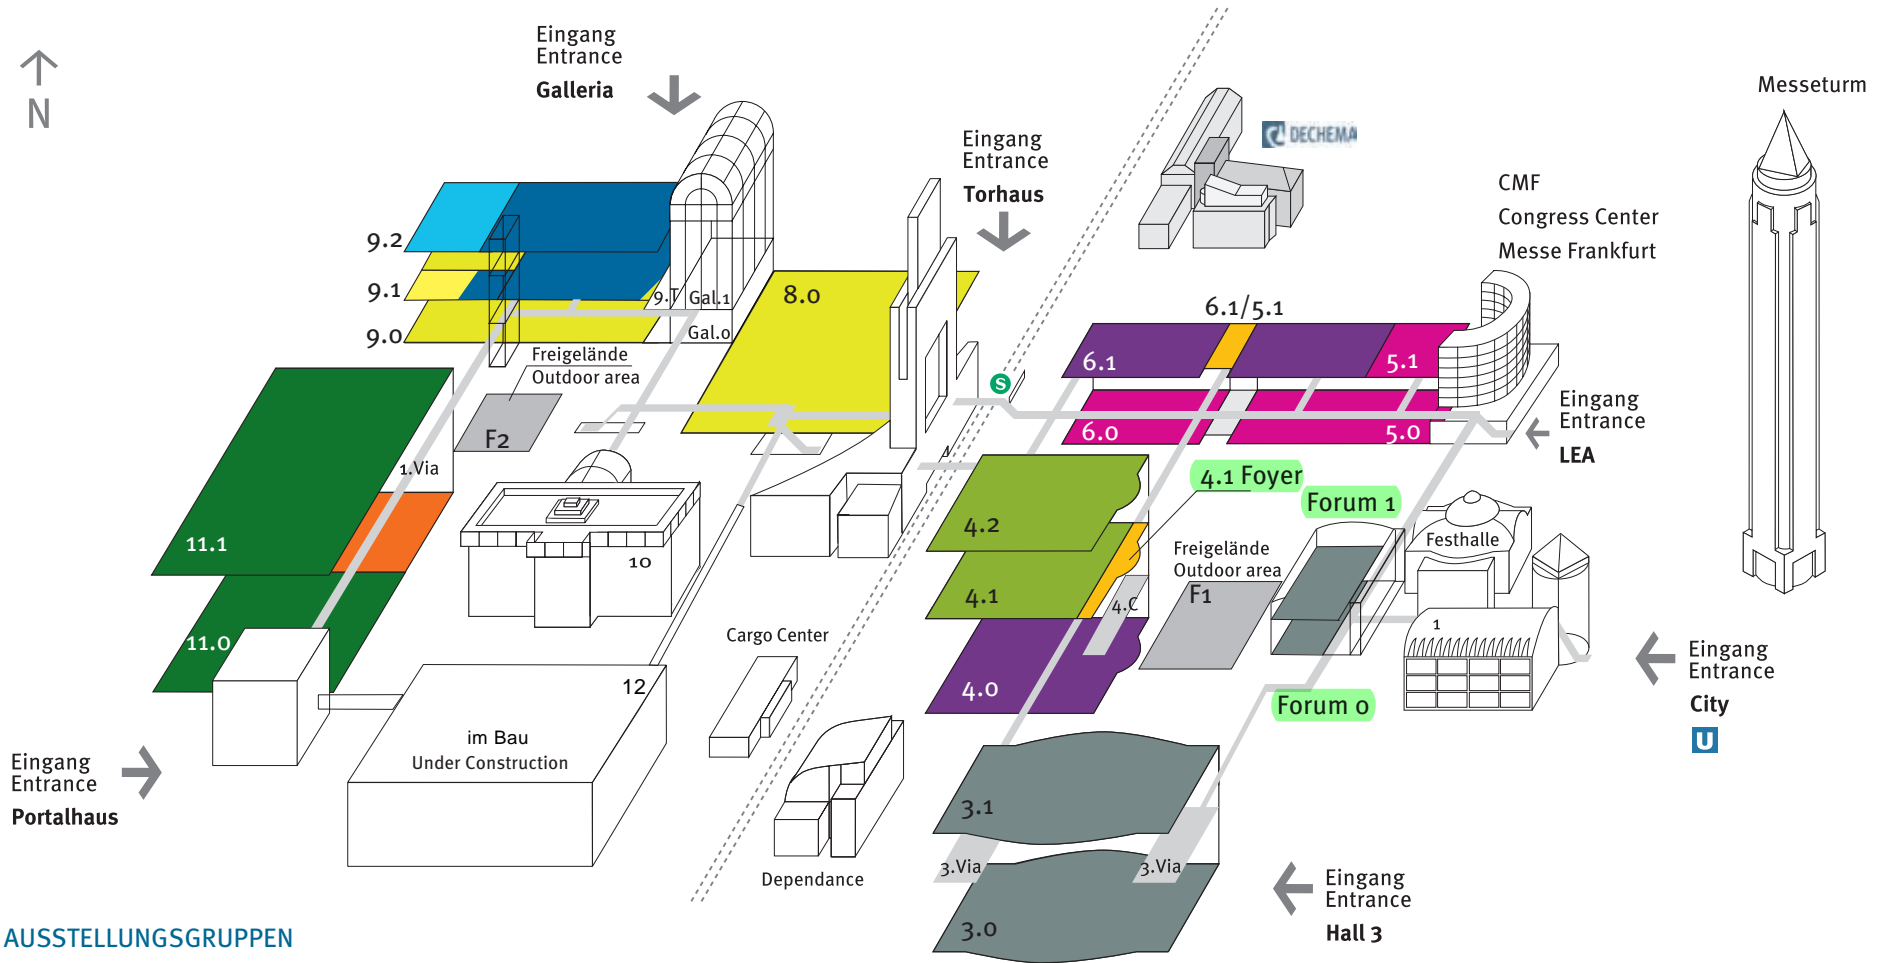 Eingang
Entrance
Galleria
N
Messeturm
DECHEMA
Eingang
Entrance
Torhaus
CMF
Congress Center
Messe Frankfurt
9.2
9.1
9.T
Gal.1
8.0
6.1/5.1
9.0
Gal.0
Freigelände
Outdoor area
F2
S
6.1
5.1
6.0
5.0
Eingang
Entrance
LEA
1.Via
4.1 Foyer
Forum 1
11.1
4.2
Festhalle
10
Freigelände
Outdoor area
F1
4.1
4.C
11.0
Cargo Center
1
12
4.0
Forum 0
Eingang
Entrance
City
U
im Bau
Under Construction
Eingang
Entrance
Portalhaus
3.1
3.Via
3.Via
Dependance
Eingang
Entrance
Hall 3
3.0
AUSSTELLUNGSGRUPPEN